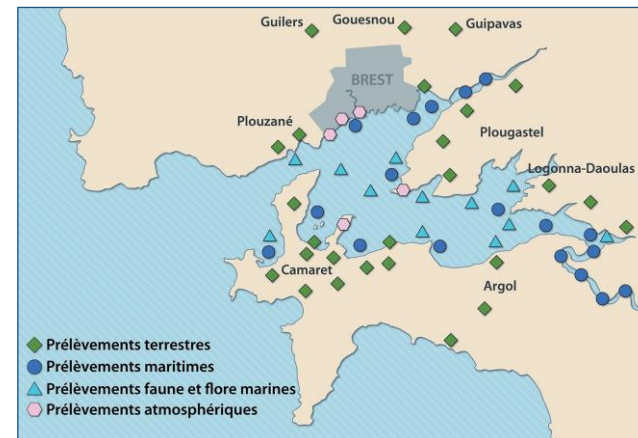 Guilers
Gouesnou
Guipavas
BREST
Plouzané
Plougastel
Logonna-Daoulas
Camaret
Argol
Prélèvements terrestres
Prélèvements maritimes
Prélèvements faune et flore marines
Prélèvements atmosphériques